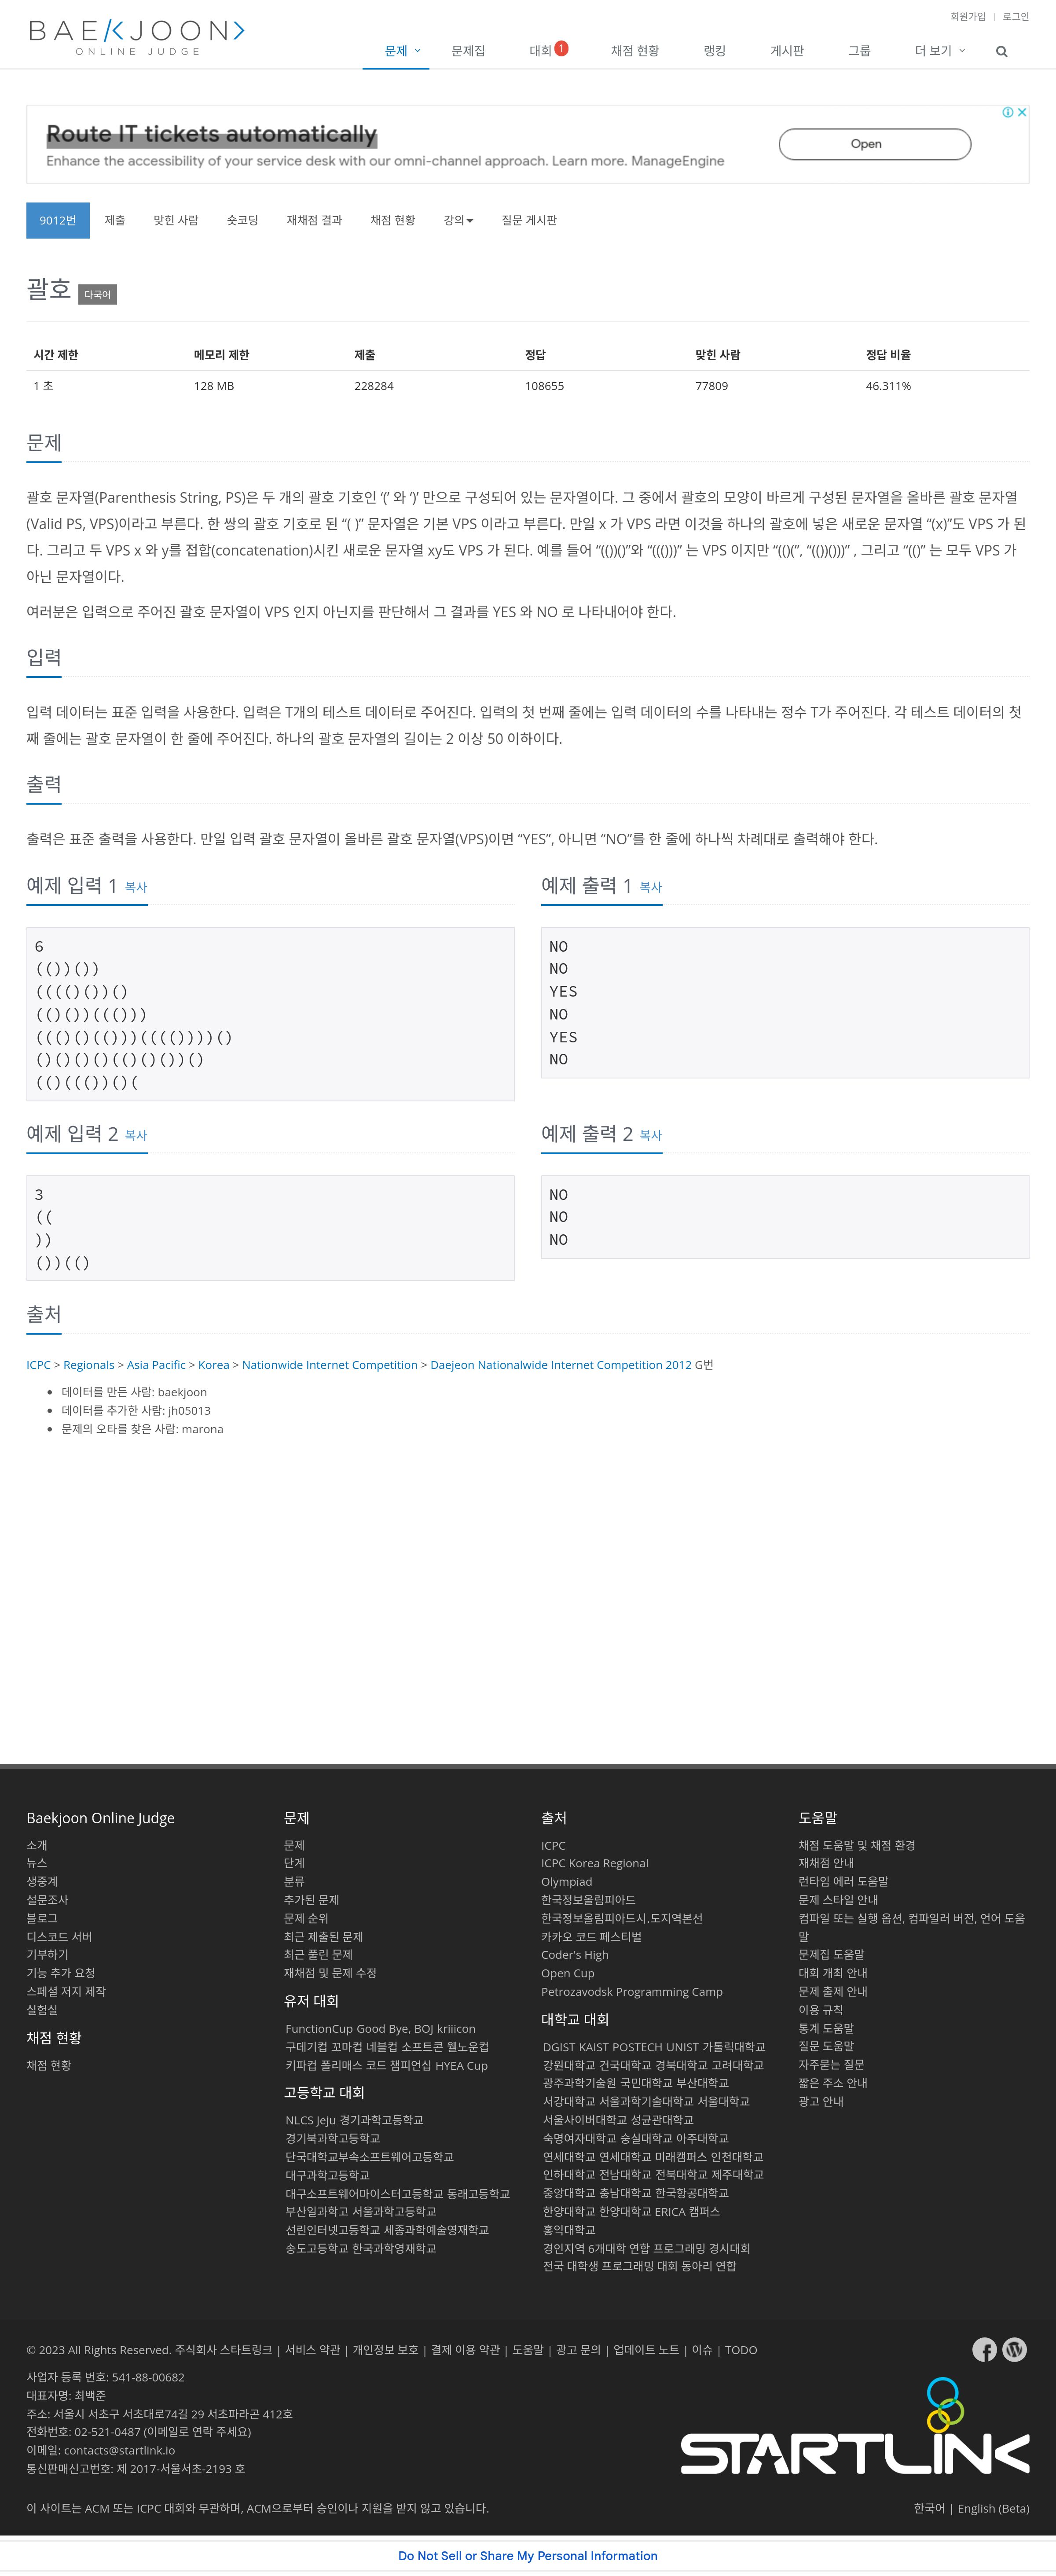 회원가입 | 로그인
BAE/<JOON>
ONLINE JUDGE
문제 문제집 대회 1 채점 현황 랭킹 게시판 그룹 더 보기
Route IT tickets automatically
Enhance the accessibility of your service desk with our omni-channel approach. Learn more. ManageEngine
Open
9012번 제출 맞힌 사람 숏코딩 재채점 결과 채점 현황 강의 질문 게시판
괄호 다국어
시간 제한 메모리 제한 제출 정답 맞힌 사람 정답 비율
1 초 128 MB 228284 108655 77809 46.311%
문제
괄호 문자열(Parenthesis String, PS)은 두 개의 괄호 기호인 ‘(’ 와 ‘)’ 만으로 구성되어 있는 문자열이다. 그 중에서 괄호의 모양이 바르게 구성된 문자열을 올바른 괄호 문자열
(Valid PS, VPS)이라고 부른다. 한 쌍의 괄호 기호로 된 “( )” 문자열은 기본 VPS 이라고 부른다. 만일 x 가 VPS 라면 이것을 하나의 괄호에 넣은 새로운 문자열 “(x)”도 VPS 가 된
다. 그리고 두 VPS x 와 y를 접합(concatenation)시킨 새로운 문자열 xy도 VPS 가 된다. 예를 들어 “(())()”와 “((()))” 는 VPS 이지만 “(()(”, “(())()))” , 그리고 “(()” 는 모두 VPS 가
아닌 문자열이다.
여러분은 입력으로 주어진 괄호 문자열이 VPS 인지 아닌지를 판단해서 그 결과를 YES 와 NO 로 나타내어야 한다.
입력
입력 데이터는 표준 입력을 사용한다. 입력은 T개의 테스트 데이터로 주어진다. 입력의 첫 번째 줄에는 입력 데이터의 수를 나타내는 정수 T가 주어진다. 각 테스트 데이터의 첫
째 줄에는 괄호 문자열이 한 줄에 주어진다. 하나의 괄호 문자열의 길이는 2 이상 50 이하이다.
출력
출력은 표준 출력을 사용한다. 만일 입력 괄호 문자열이 올바른 괄호 문자열(VPS)이면 “YES”, 아니면 “NO”를 한 줄에 하나씩 차례대로 출력해야 한다.
예제 입력 1 복사
6
(())())
(((()())()
(()())((()))
((()()(()))(((())))()
()()()()(()()())()
(()((())()(
예제 출력 1 복사
NO
NO
YES
NO
YES
NO
예제 입력 2 복사
3
((
))
())(()
예제 출력 2 복사
NO
NO
NO
출처
ICPC > Regionals > Asia Pacific > Korea > Nationwide Internet Competition > Daejeon Nationalwide Internet Competition 2012 G번
데이터를 만든 사람: baekjoon
데이터를 추가한 사람: jh05013
문제의 오타를 찾은 사람: marona
Baekjoon Online Judge
소개
뉴스
생중계
설문조사
블로그
디스코드 서버
기부하기
기능 추가 요청
스페셜 저지 제작
실험실
채점 현황
채점 현황
문제
문제
단계
분류
추가된 문제
문제 순위
최근 제출된 문제
최근 풀린 문제
재채점 및 문제 수정
유저 대회
FunctionCup Good Bye, BOJ kriiicon
구데기컵 꼬마컵 네블컵 소프트콘 웰노운컵
키파컵 폴리매스 코드 챔피언십 HYEA Cup
고등학교 대회
NLCS Jeju 경기과학고등학교
경기북과학고등학교
단국대학교부속소프트웨어고등학교
대구과학고등학교
대구소프트웨어마이스터고등학교 동래고등학교
부산일과학고 서울과학고등학교
선린인터넷고등학교 세종과학예술영재학교
송도고등학교 한국과학영재학교
출처
ICPC
ICPC Korea Regional
Olympiad
한국정보올림피아드
한국정보올림피아드시.도지역본선
카카오 코드 페스티벌
Coder's High
Open Cup
Petrozavodsk Programming Camp
대학교 대회
DGIST KAIST POSTECH UNIST 가톨릭대학교
강원대학교 건국대학교 경북대학교 고려대학교
광주과학기술원 국민대학교 부산대학교
서강대학교 서울과학기술대학교 서울대학교
서울사이버대학교 성균관대학교
숙명여자대학교 숭실대학교 아주대학교
연세대학교 연세대학교 미래캠퍼스 인천대학교
인하대학교 전남대학교 전북대학교 제주대학교
중앙대학교 충남대학교 한국항공대학교
한양대학교 한양대학교 ERICA 캠퍼스
홍익대학교
경인지역 6개대학 연합 프로그래밍 경시대회
전국 대학생 프로그래밍 대회 동아리 연합
도움말
채점 도움말 및 채점 환경
재채점 안내
런타임 에러 도움말
문제 스타일 안내
컴파일 또는 실행 옵션, 컴파일러 버전, 언어 도움
말
문제집 도움말
대회 개최 안내
문제 출제 안내
이용 규칙
통계 도움말
질문 도움말
자주묻는 질문
짧은 주소 안내
광고 안내
© 2023 All Rights Reserved. 주식회사 스타트링크 | 서비스 약관 | 개인정보 보호 | 결제 이용 약관 | 도움말 | 광고 문의 | 업데이트 노트 | 이슈 | TODO
사업자 등록 번호: 541-88-00682
대표자명: 최백준
주소: 서울시 서초구 서초대로74길 29 서초파라곤 412호
전화번호: 02-521-0487 (이메일로 연락 주세요)
이메일: contacts@startlink.io
통신판매신고번호: 제 2017-서울서초-2193 호
STARTLINK
이 사이트는 ACM 또는 ICPC 대회와 무관하며, ACM으로부터 승인이나 지원을 받지 않고 있습니다.
한국어 | English (Beta)
Do Not Sell or Share My Personal Information